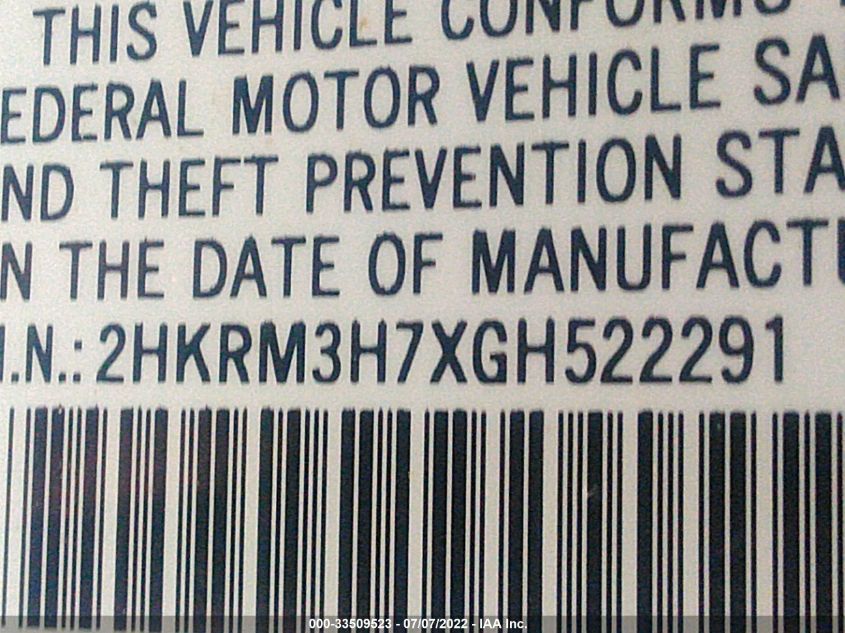 THIS VEHICLE CONFORMS
EDERAL MOTOR VEHICLE SA
ND THEFT PREVENTION STA
N THE DATE OF MANUFACTU
I.N.: 2HKRM3H7XGH522291
000-33509523 - 07/07/2022 - IAA Inc.